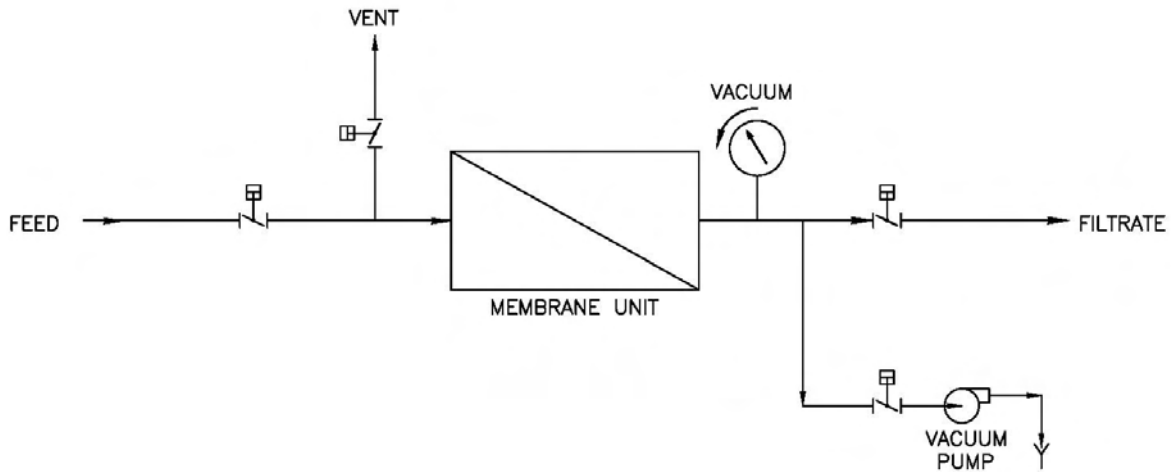 VENT
VACUUM
FEED
FILTRATE
MEMBRANE UNIT
VACUUM
PUMP